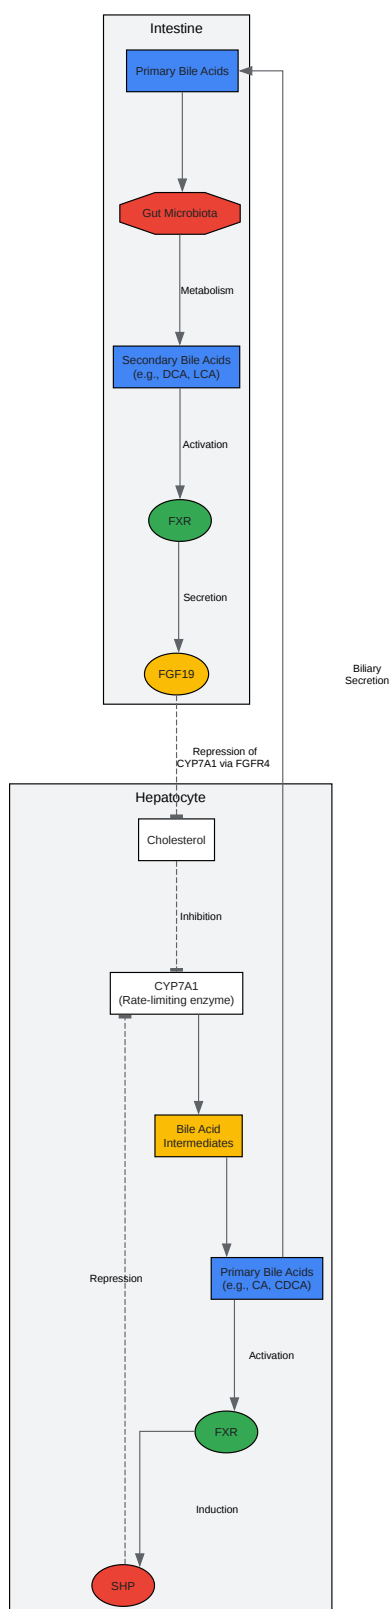 Intestine
Primary Bile Acids
Gut Microbiota
Metabolism
Secondary Bile Acids
(e.g., DCA, LCA)
Activation
FXR
Secretion
FGF19
Biliary
Secretion
Repression of
CYP7A1 via FGFR4
Hepatocyte
Cholesterol
Inhibition
CYP7A1
(Rate-limiting enzyme)
Bile Acid
Intermediates
Primary Bile Acids
(e.g., CA, CDCA)
Repression
Activation
FXR
Induction
SHP